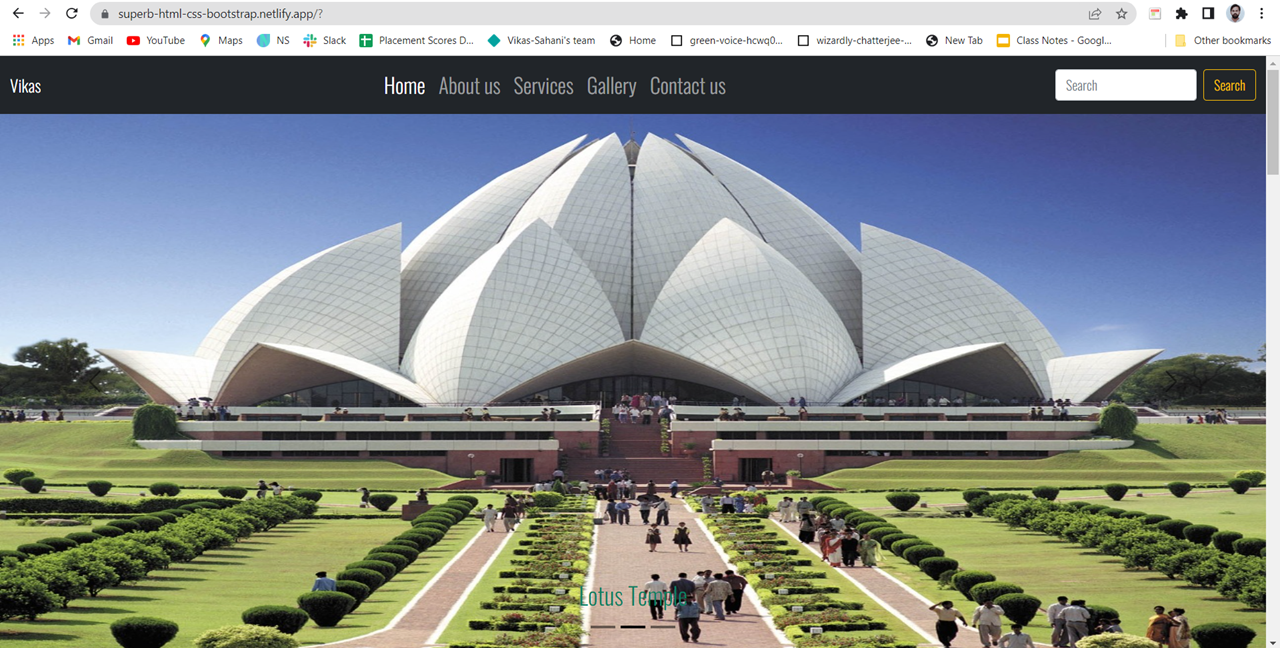 superb-html-css-bootstrap.netlify.app/?
Apps Gmail YouTube Maps NS Slack Placement Scores D... Vikas-Sahani's team Home green-voice-hcwq0... wizardly-chatterjee-... New Tab Class Notes - Googl... Other bookmarks
Vikas Home About us Services Gallery Contact us Search Search
Lotus Temple